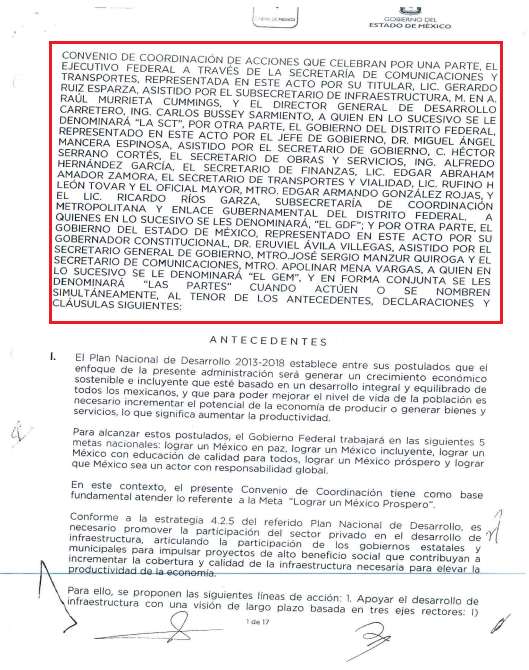 GOBIERNO DEL
ESTADO DE MÉXICO
CONVENIO DE COORDINACIÓN DE ACCIONES QUE CELEBRAN POR UNA PARTE, EL
EJECUTIVO FEDERAL A TRAVÉS DE LA SECRETARÍA DE COMUNICACIONES Y
TRANSPORTES, REPRESENTADA EN ESTE ACTO POR SU TITULAR, LIC. GERARDO
RUIZ ESPARZA, ASISTIDO POR EL SUBSECRETARIO DE INFRAESTRUCTURA, M. EN A.
RAÚL MURRIETA CUMMINGS, Y EL DIRECTOR GENERAL DE DESARROLLO
CARRETERO, ING. CARLOS BUSSEY SARMIENTO, A QUIEN EN LO SUCESIVO SE LE
DENOMINARÁ "LA SCT", POR OTRA PARTE, EL GOBIERNO DEL DISTRITO FEDERAL,
REPRESENTADO EN ESTE ACTO POR EL JEFE DE GOBIERNO, DR. MIGUEL ÁNGEL
MANCERA ESPINOSA, ASISTIDO POR EL SECRETARIO DE GOBIERNO, C. HÉCTOR
SERRANO CORTÉS, EL SECRETARIO DE OBRAS Y SERVICIOS, ING. ALFREDO
HERNÁNDEZ GARCÍA, EL SECRETARIO DE FINANZAS, LIC. EDGAR ABRAHAM
AMADOR ZAMORA, EL SECRETARIO DE TRANSPORTES Y VIALIDAD, LIC. RUFINO H
LEÓN TOVAR Y EL OFICIAL MAYOR, MTRO. EDGAR ARMANDO GONZÁLEZ ROJAS, Y
EL LIC. RICARDO RÍOS GARZA, SUBSECRETARÍA DE COORDINACIÓN
METROPOLITANA Y ENLACE GUBERNAMENTAL DEL DISTRITO FEDERAL, A
QUIENES EN LO SUCESIVO SE LES DENOMINARÁ, "EL GDF"; Y POR OTRA PARTE, EL
GOBIERNO DEL ESTADO DE MÉXICO, REPRESENTADO EN ESTE ACTO POR SU
GOBERNADOR CONSTITUCIONAL, DR. ERUVIEL ÁVILA VILLEGAS, ASISTIDO POR EL
SECRETARIO GENERAL DE GOBIERNO, MTRO.JOSÉ SERGIO MANZUR QUIROGA Y EL
SECRETARIO DE COMUNICACIONES, MTRO. APOLINAR MENA VARGAS, A QUIEN EN
LO SUCESIVO SE LE DENOMINARÁ "EL GEM", Y EN FORMA CONJUNTA SE LES
DENOMINARÁ "LAS PARTES" CUANDO ACTÚEN O SE NOMBREN
SIMULTÁNEAMENTE, AL TENOR DE LOS ANTECEDENTES, DECLARACIONES Y
CLÁUSULAS SIGUIENTES:
ANTECEDENTES
I. El Plan Nacional de Desarrollo 2013-2018 establece entre sus postulados que el
enfoque de la presente administración será generar un crecimiento económico
sostenible e incluyente que esté basado en un desarrollo integral y equilibrado de
todos los mexicanos, y que para poder mejorar el nivel de vida de la población es
necesario incrementar el potencial de la economía de producir o generar bienes y
servicios, lo que significa aumentar la productividad.
Para alcanzar estos postulados, el Gobierno Federal trabajará en las siguientes 5
metas nacionales: lograr un México en paz, lograr un México incluyente, lograr un
México con educación de calidad para todos, lograr un México próspero y lograr
que México sea un actor con responsabilidad global.
En este contexto, el presente Convenio de Coordinación tiene como base
fundamental atender lo referente a la Meta "Lograr un México Prospero".
Conforme a la estrategia 4.2.5 del referido Plan Nacional de Desarrollo, es
necesario promover la participación del sector privado en el desarrollo de
infraestructura, articulando la participación de los gobiernos estatales y
municipales para impulsar proyectos de alto beneficio social que contribuyan a
incrementar la cobertura y calidad de la infraestructura necesaria para elevar la
productividad de la economía.
Para ello, se proponen las siguientes líneas de acción: 1. Apoyar el desarrollo de
infraestructura con una visión de largo plazo basada en tres ejes rectores: I)
1 de 17